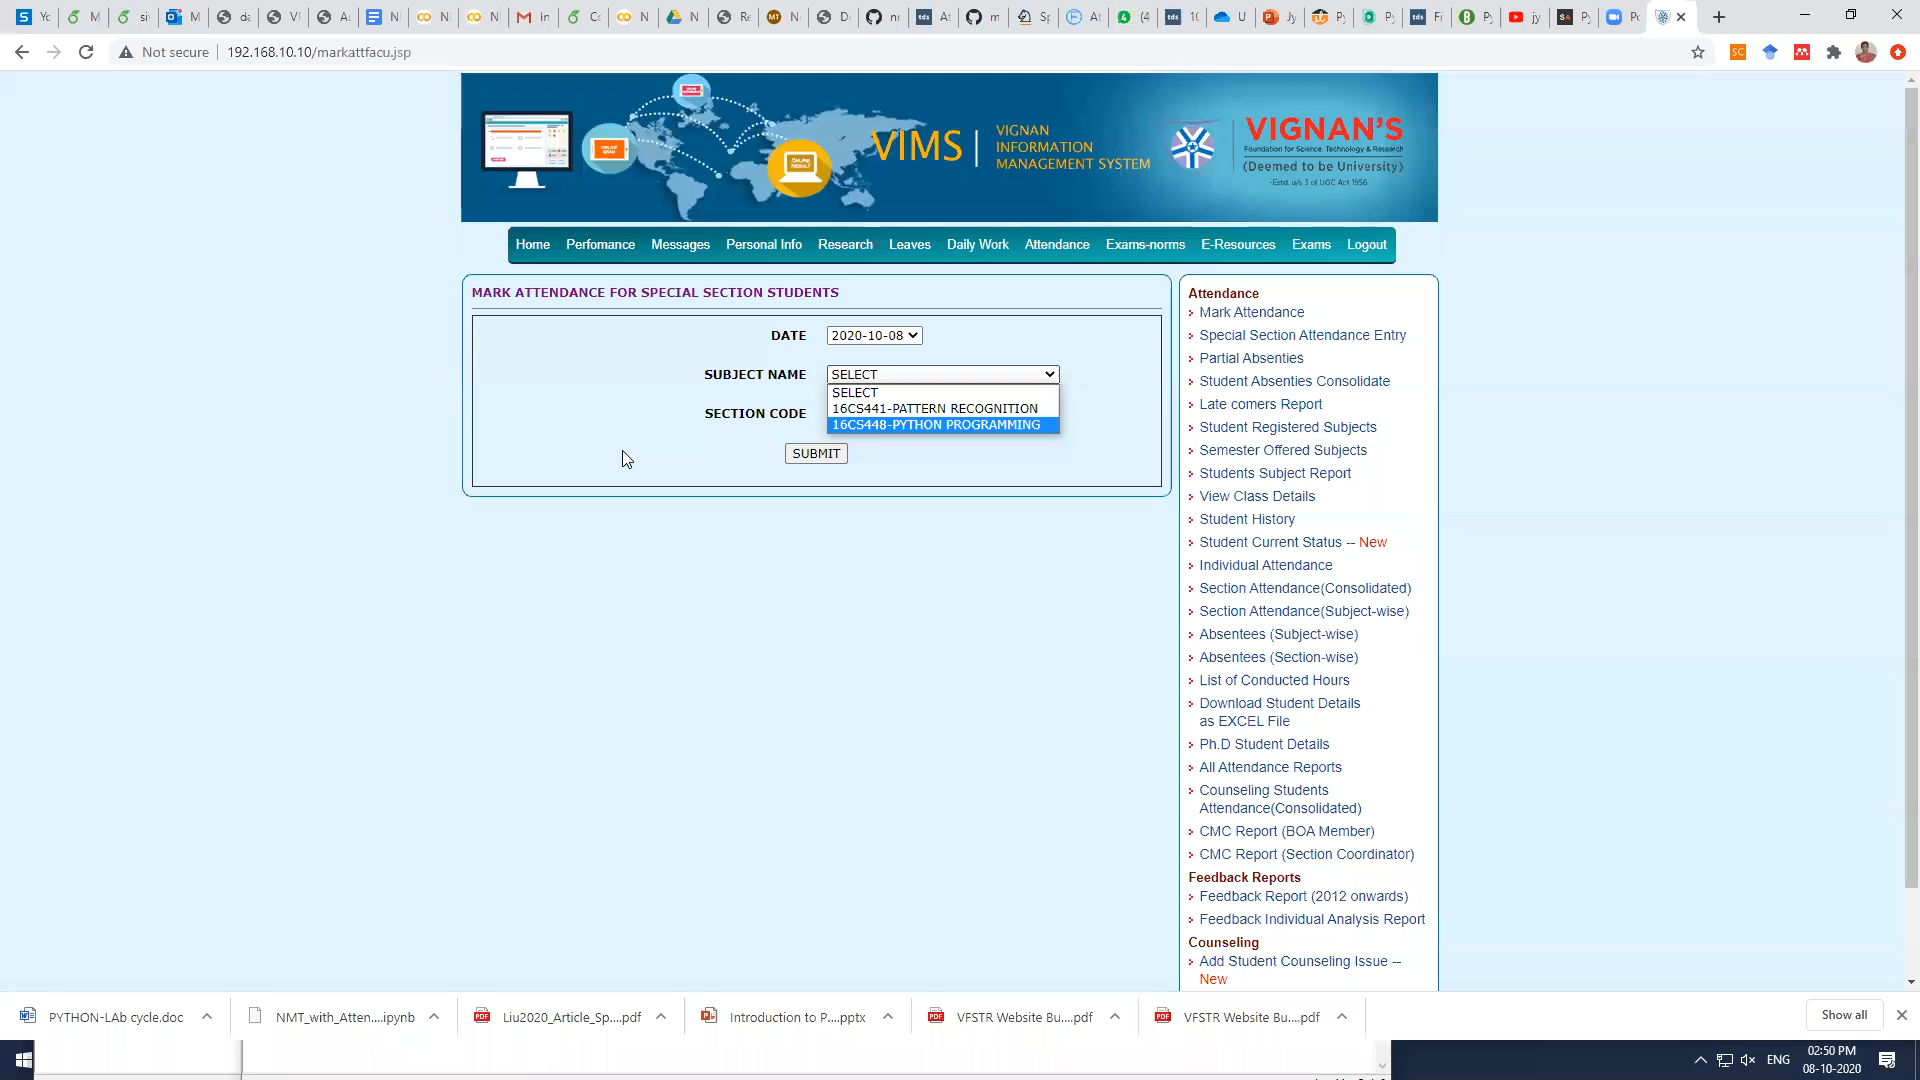 Not secure
192.168.10.10/markattfacu.jsp
SC
VIMS
VIGNAN
INFORMATION
MANAGEMENT SYSTEM
VIGNAN'S
Foundation for Science, Technology & Research
(Deemed to be University)
-Estd. u/s 3 of UGC Act 1956
Home Perfomance Messages Personal Info Research Leaves Daily Work Attendance Exams-norms E-Resources Exams Logout
MARK ATTENDANCE FOR SPECIAL SECTION STUDENTS
DATE 2020-10-08
SUBJECT NAME SELECT
SELECT
16CS441-PATTERN RECOGNITION
16CS448-PYTHON PROGRAMMING
SECTION CODE
SUBMIT
Attendance
Mark Attendance
Special Section Attendance Entry
Partial Absenties
Student Absenties Consolidate
Late comers Report
Student Registered Subjects
Semester Offered Subjects
Students Subject Report
View Class Details
Student History
Student Current Status -- New
Individual Attendance
Section Attendance(Consolidated)
Section Attendance(Subject-wise)
Absentees (Subject-wise)
Absentees (Section-wise)
List of Conducted Hours
Download Student Details
as EXCEL File
Ph.D Student Details
All Attendance Reports
Counseling Students
Attendance(Consolidated)
CMC Report (BOA Member)
CMC Report (Section Coordinator)
Feedback Reports
Feedback Report (2012 onwards)
Feedback Individual Analysis Report
Counseling
Add Student Counseling Issue --
New
PYTHON-LAb cycle.doc
NMT_with_Atten....ipynb
Liu2020_Article_Sp....pdf
Introduction to P....pptx
VFSTR Website Bu....pdf
VFSTR Website Bu....pdf
Show all
ENG
02:50 PM
08-10-2020